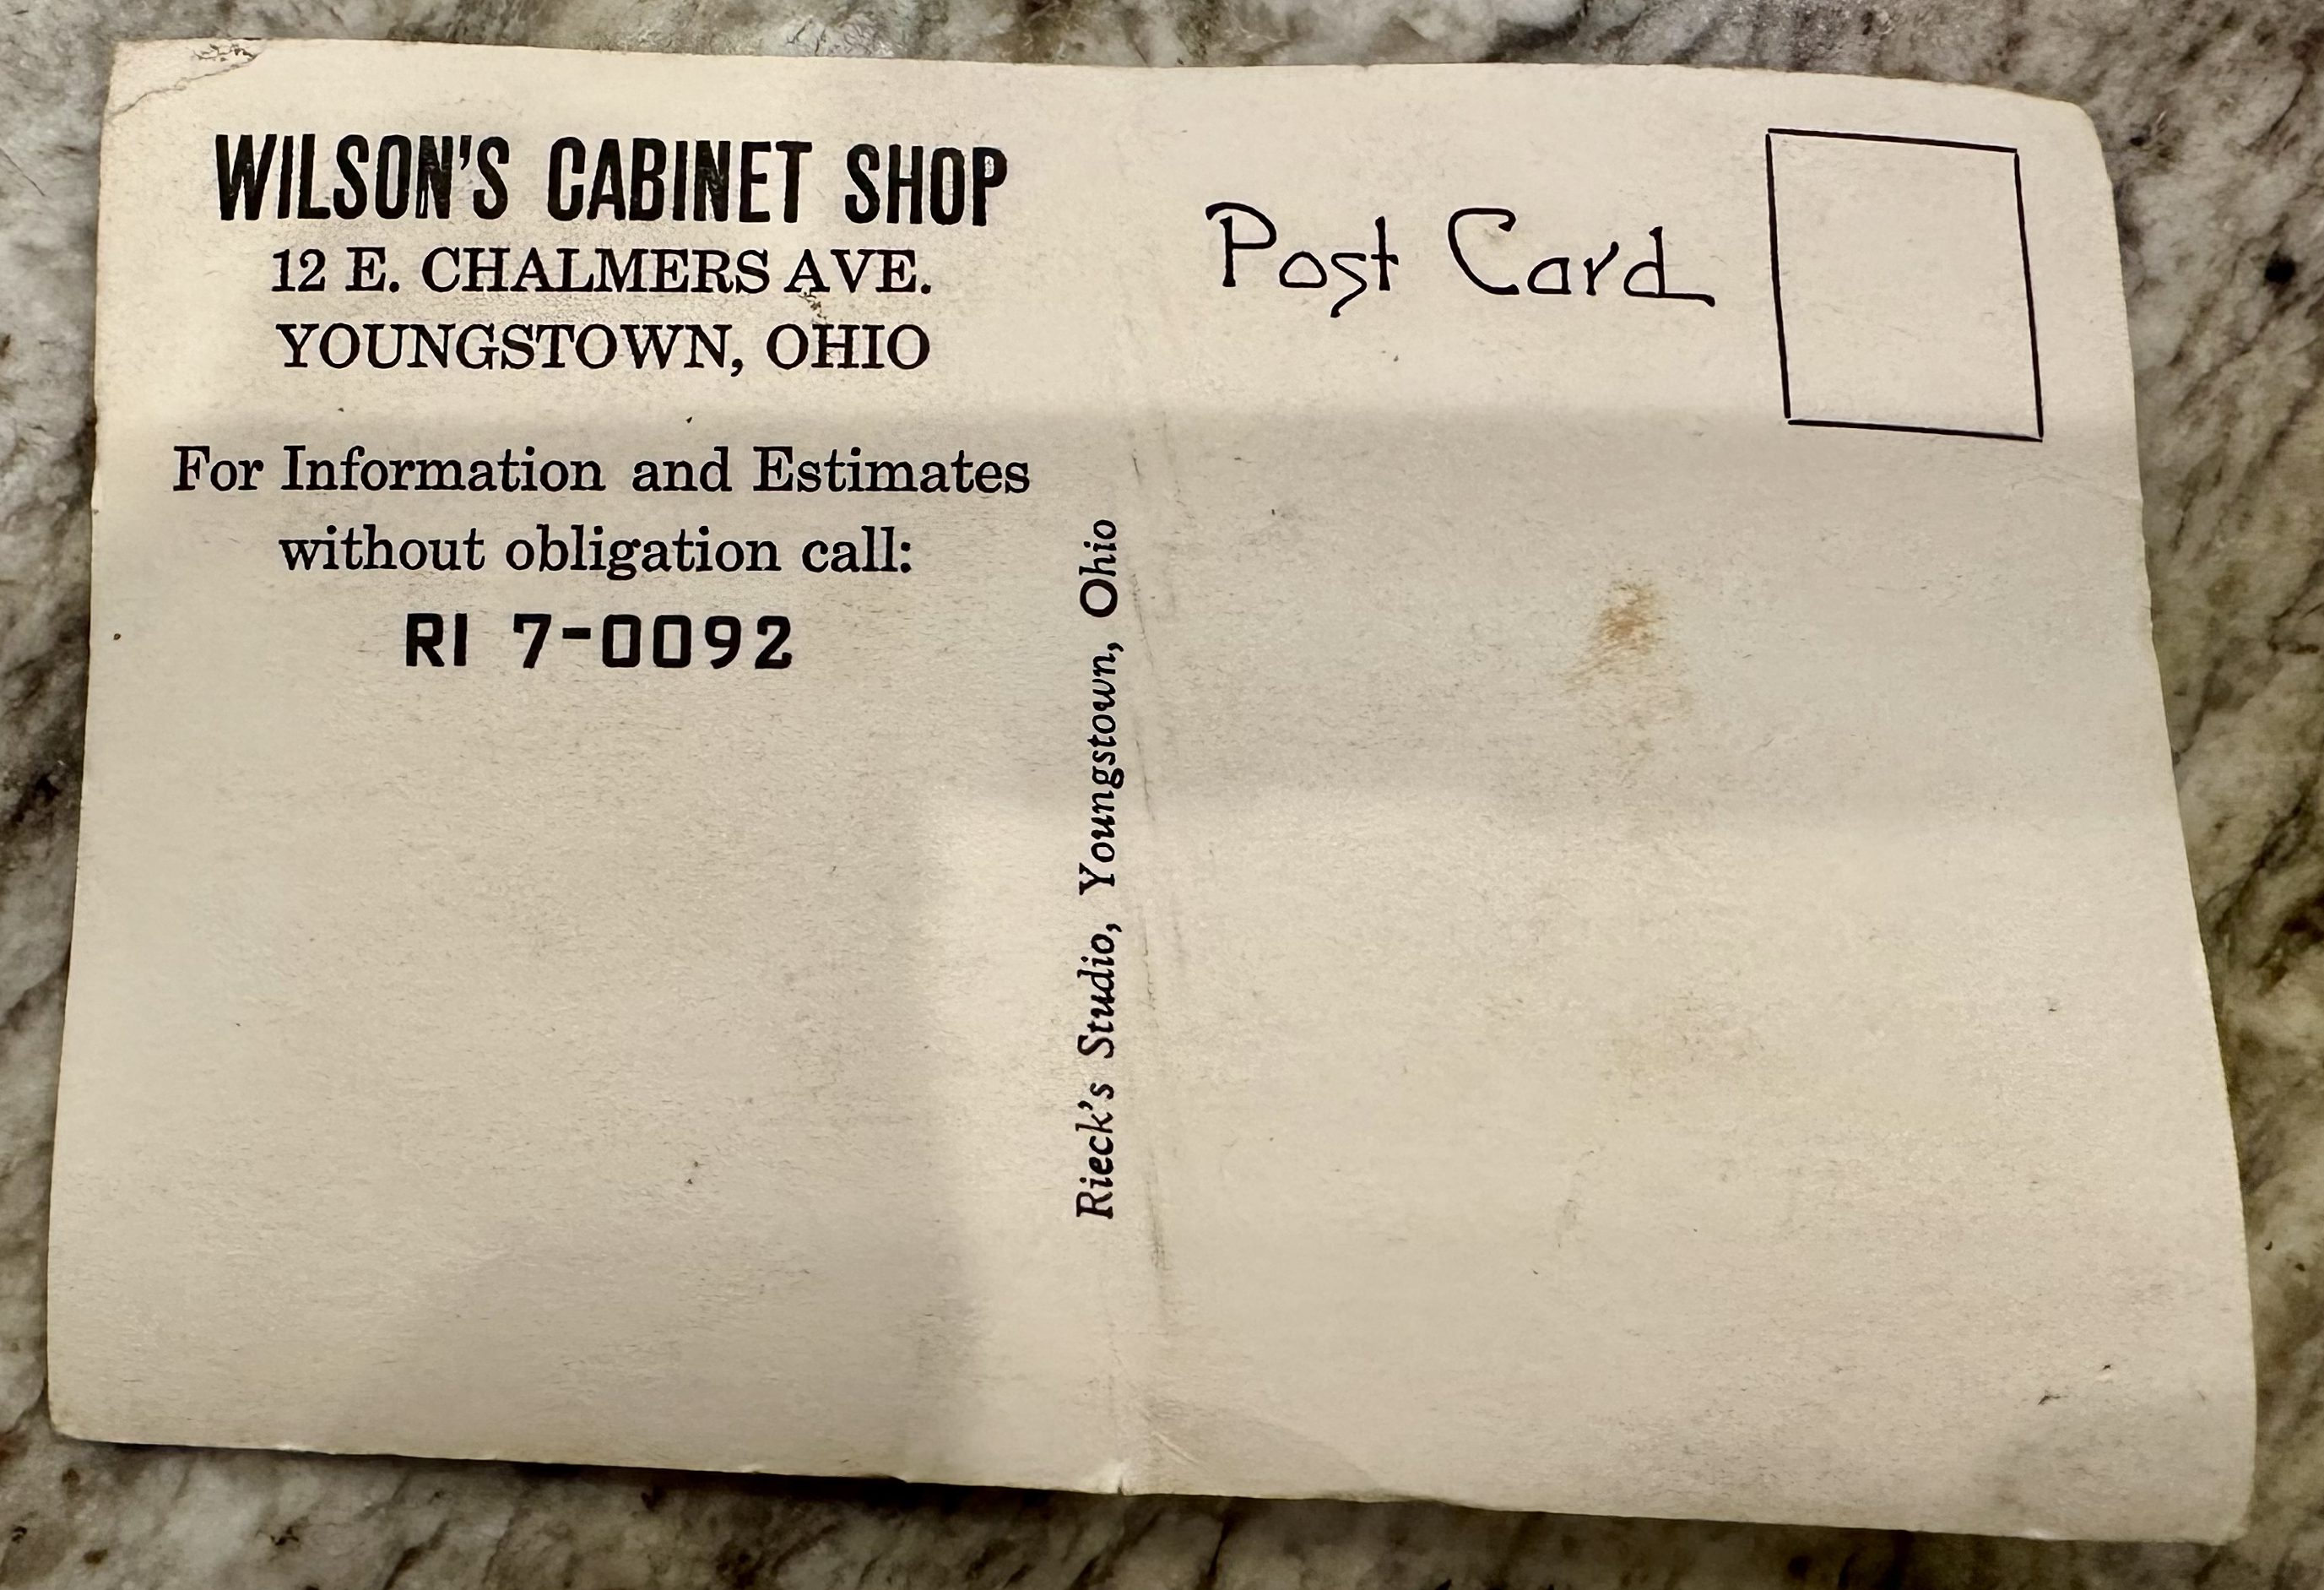 WILSON'S CABINET SHOP
12 E. CHALMERS AVE.
YOUNGSTOWN, OHIO
For Information and Estimates
without obligation call:
RI 7-0092
Rieck's Studio, Youngstown, Ohio
Post Card